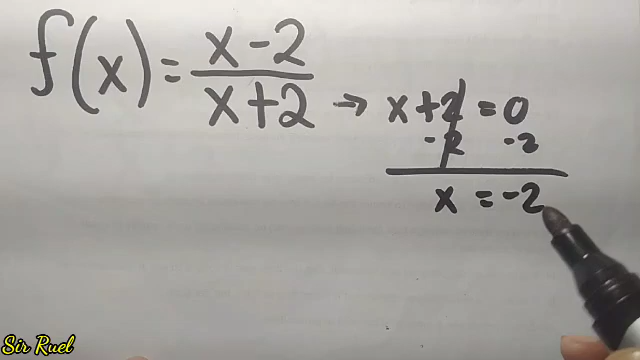 f(x) = x-2 / x+2 → x+2 = 0
-2 -2
x = -2
Sir Ruel